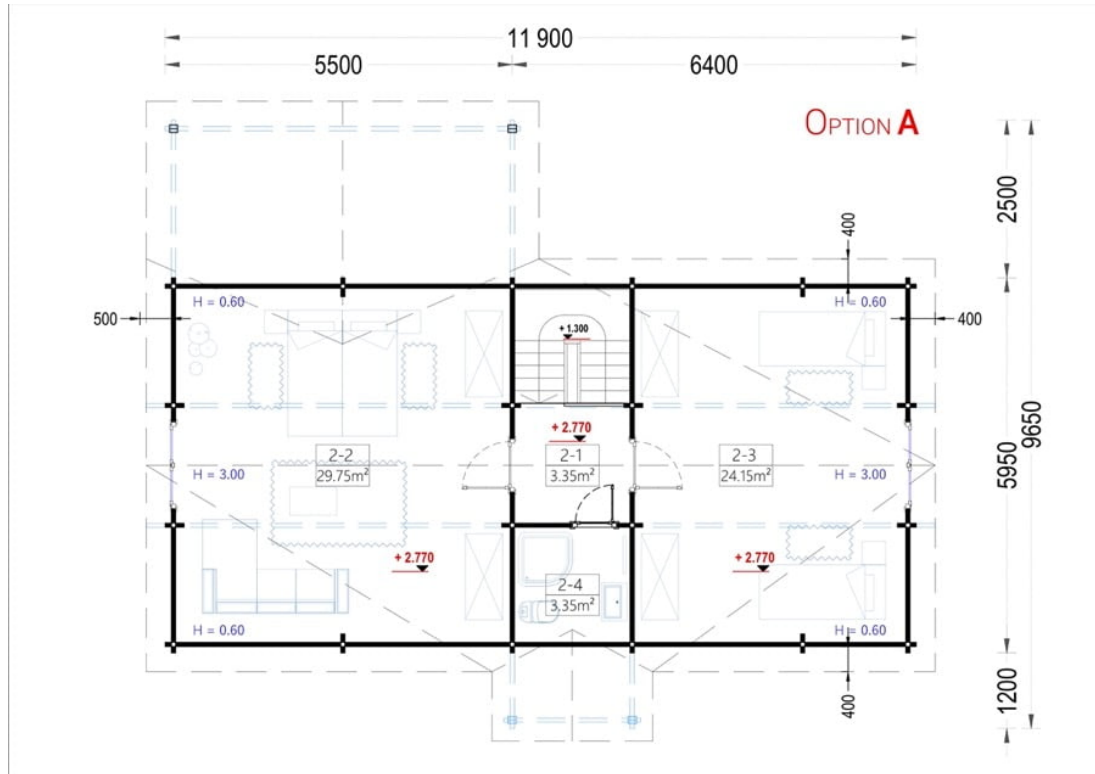 11 900
5500
6400
OPTION A
2500
400
H = 0.60
H = 0.60
500
+ 1.300
400
+ 2.770
2-2
29.75m²
2-1
3.35m²
2-3
24.15m²
H = 3.00
H = 3.00
5950
9650
+ 2.770
+ 2.770
2-4
3.35m²
H = 0.60
H = 0.60
400
1200